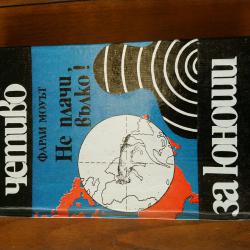 четиво
ФАРЛИ МОУЪТ
Не плачи,
вълко!
за юноши